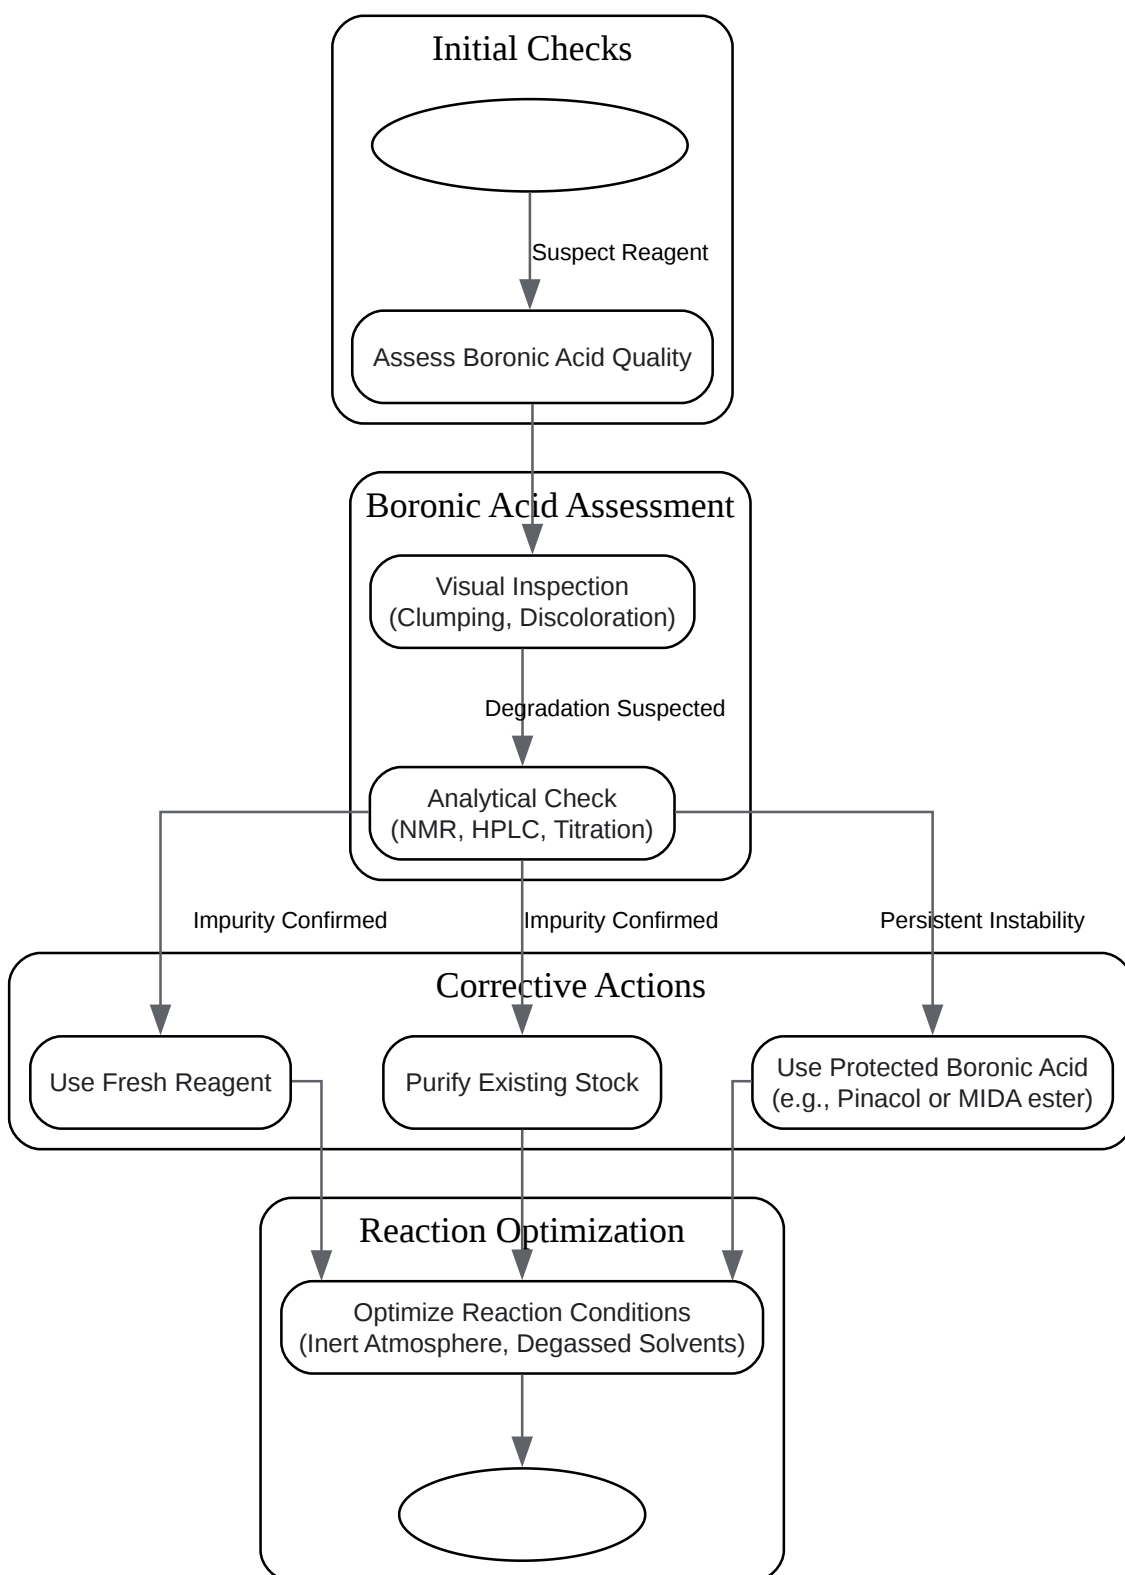 Initial Checks
Suspect Reagent
Assess Boronic Acid Quality
Boronic Acid Assessment
Visual Inspection
(Clumping, Discoloration)
Degradation Suspected
Analytical Check
(NMR, HPLC, Titration)
Impurity Confirmed
Impurity Confirmed
Persistent Instability
Corrective Actions
Use Fresh Reagent
Purify Existing Stock
Use Protected Boronic Acid
(e.g., Pinacol or MIDA ester)
Reaction Optimization
Optimize Reaction Conditions
(Inert Atmosphere, Degassed Solvents)